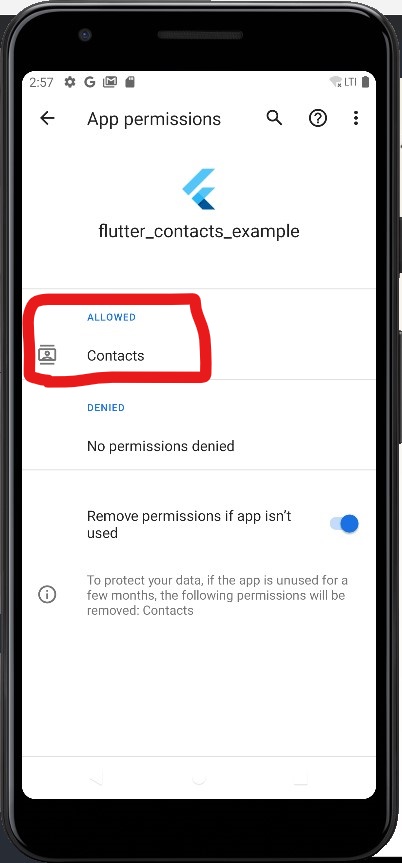 2:57 G LTE
App permissions
flutter_contacts_example
ALLOWED
Contacts
DENIED
No permissions denied
Remove permissions if app isn't
used
To protect your data, if the app is unused for a
few months, the following permissions will be
removed: Contacts